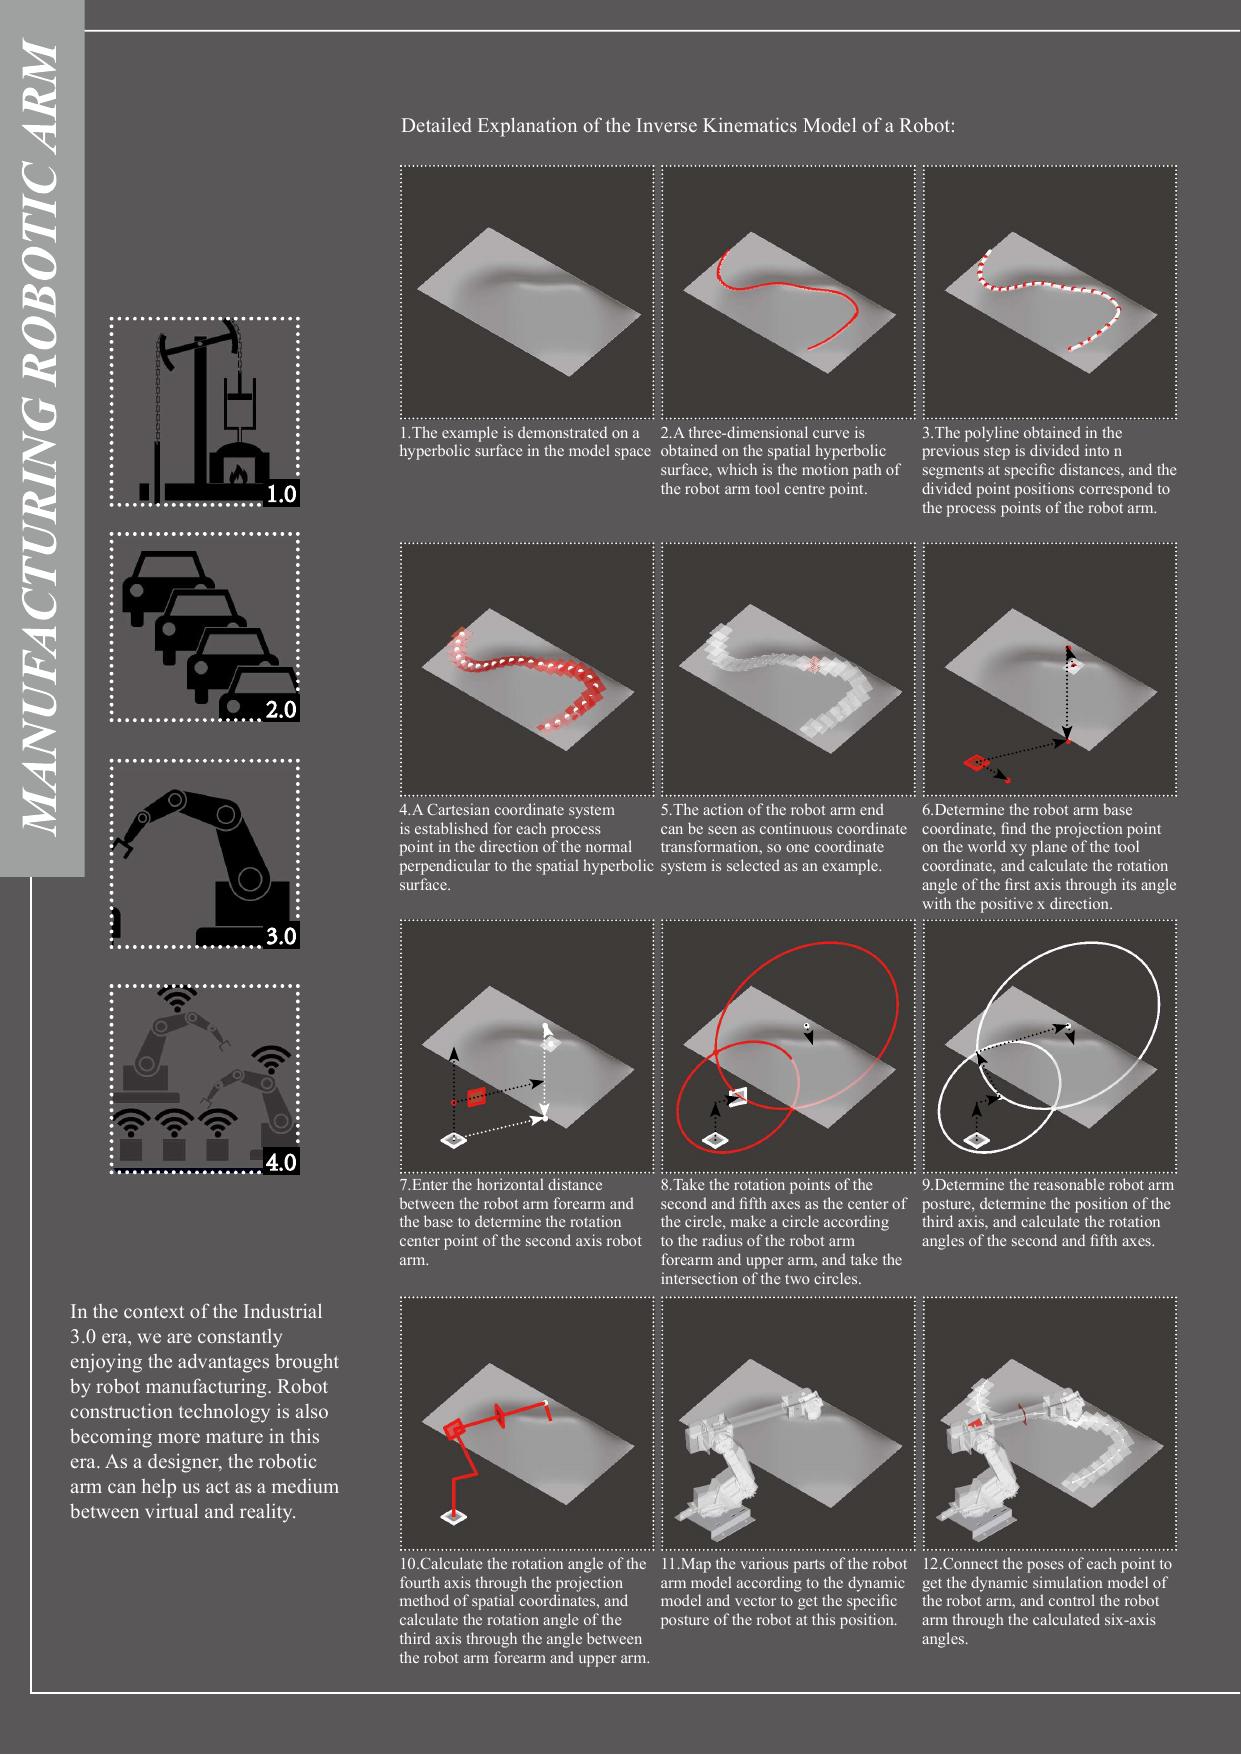 MANUFACTURING ROBOTIC ARM
Detailed Explanation of the Inverse Kinematics Model of a Robot:
1.The example is demonstrated on a
hyperbolic surface in the model space
2.A three-dimensional curve is
obtained on the spatial hyperbolic
surface, which is the motion path of
the robot arm tool centre point.
3.The polyline obtained in the
previous step is divided into n
segments at specific distances, and the
divided point positions correspond to
the process points of the robot arm.
4.A Cartesian coordinate system
is established for each process
point in the direction of the normal
perpendicular to the spatial hyperbolic
surface.
5.The action of the robot arm end
can be seen as continuous coordinate
transformation, so one coordinate
system is selected as an example.
6.Determine the robot arm base
coordinate, find the projection point
on the world xy plane of the tool
coordinate, and calculate the rotation
angle of the first axis through its angle
with the positive x direction.
7.Enter the horizontal distance
between the robot arm forearm and
the base to determine the rotation
center point of the second axis robot
arm.
8.Take the rotation points of the
second and fifth axes as the center of
the circle, make a circle according
to the radius of the robot arm
forearm and upper arm, and take the
intersection of the two circles.
9.Determine the reasonable robot arm
posture, determine the position of the
third axis, and calculate the rotation
angles of the second and fifth axes.
10.Calculate the rotation angle of the
fourth axis through the projection
method of spatial coordinates, and
calculate the rotation angle of the
third axis through the angle between
the robot arm forearm and upper arm.
11.Map the various parts of the robot
arm model according to the dynamic
model and vector to get the specific
posture of the robot at this position.
12.Connect the poses of each point to
get the dynamic simulation model of
the robot arm, and control the robot
arm through the calculated six-axis
angles.
1.0
2.0
3.0
4.0
In the context of the Industrial
3.0 era, we are constantly
enjoying the advantages brought
by robot manufacturing. Robot
construction technology is also
becoming more mature in this
era. As a designer, the robotic
arm can help us act as a medium
between virtual and reality.